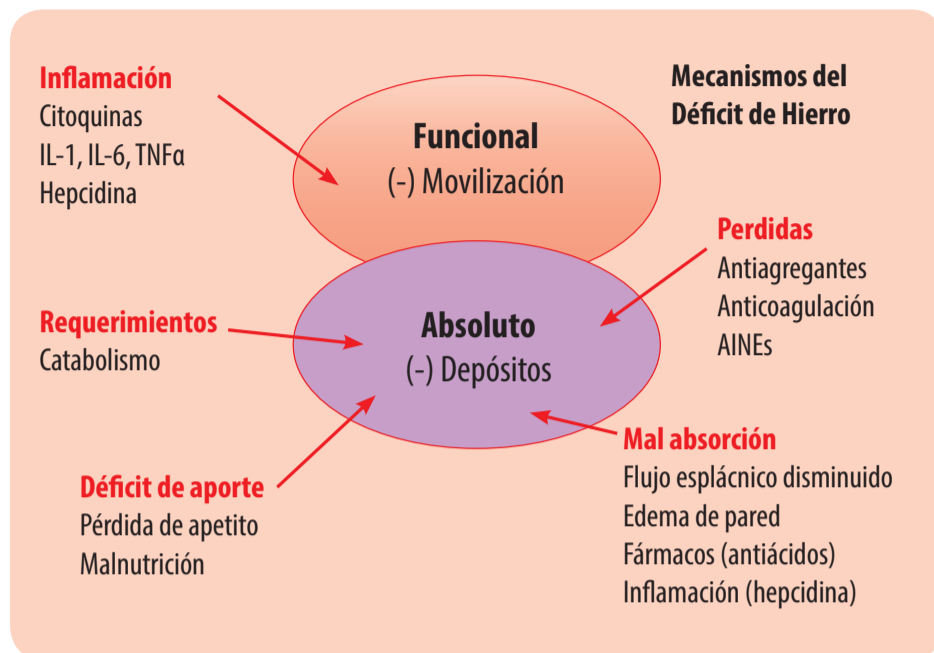 Mecanismos del
Déficit de Hierro
Inflamación
Citoquinas
IL-1, IL-6, TNFα
Hepcidina
Funcional
(-) Movilización
Perdidas
Antiagregantes
Anticoagulación
AINEs
Requerimientos
Catabolismo
Absoluto
(-) Depósitos
Mal absorción
Flujo esplácnico disminuido
Edema de pared
Fármacos (antiácidos)
Inflamación (hepcidina)
Déficit de aporte
Pérdida de apetito
Malnutrición